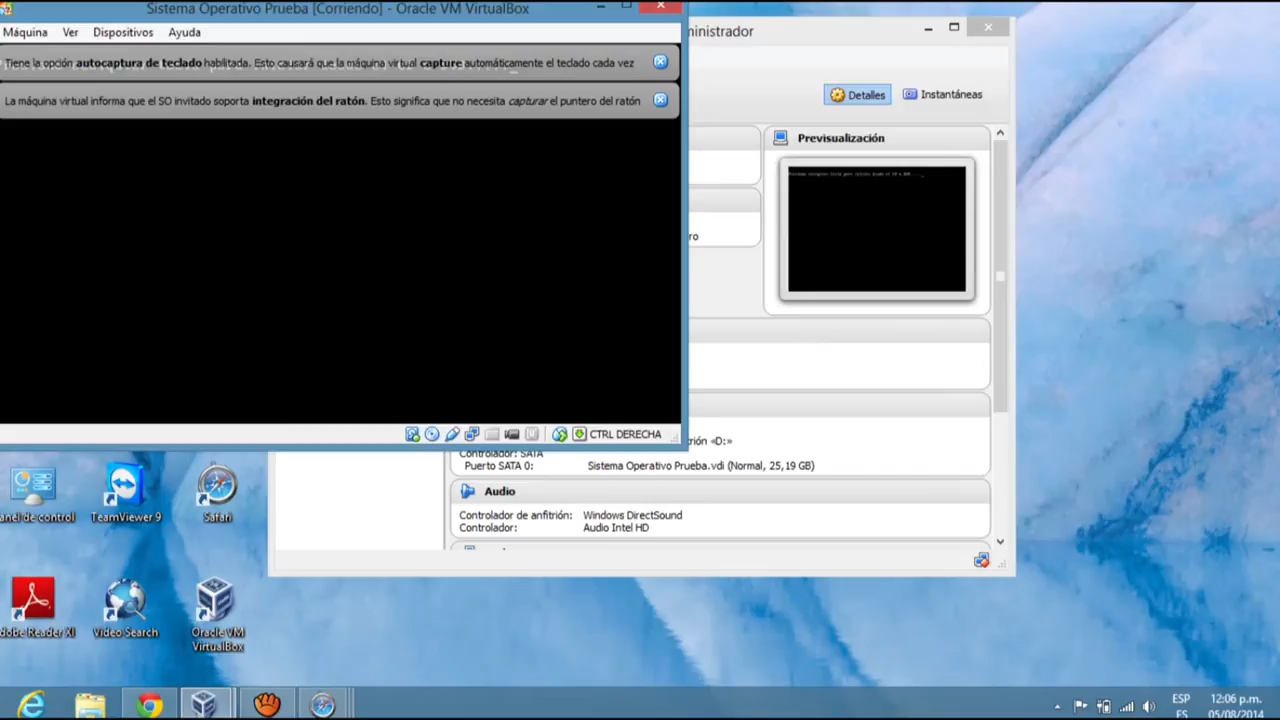 Sistema Operativo Prueba [Corriendo] - Oracle VM VirtualBox
ministrador
Máquina Ver Dispositivos Ayuda
Tiene la opción autocaptura de teclado habilitada. Esto causará que la máquina virtual capture automáticamente el teclado cada vez
La máquina virtual informa que el SO invitado soporta integración del ratón. Esto significa que no necesita capturar el puntero del ratón
Detalles
Instantáneas
Previsualización
ro
CTRL DERECHA
rión «D:»
Controlador: SATA
Puerto SATA 0: Sistema Operativo Prueba.vdi (Normal, 25,19 GB)
Audio
Controlador de anfitrión: Windows DirectSound
Controlador: Audio Intel HD
anel de control
TeamViewer 9
Safari
dobe Reader XI
Video Search
Oracle VM
VirtualBox
ESP
12:06 p.m.
ES
05/08/2014